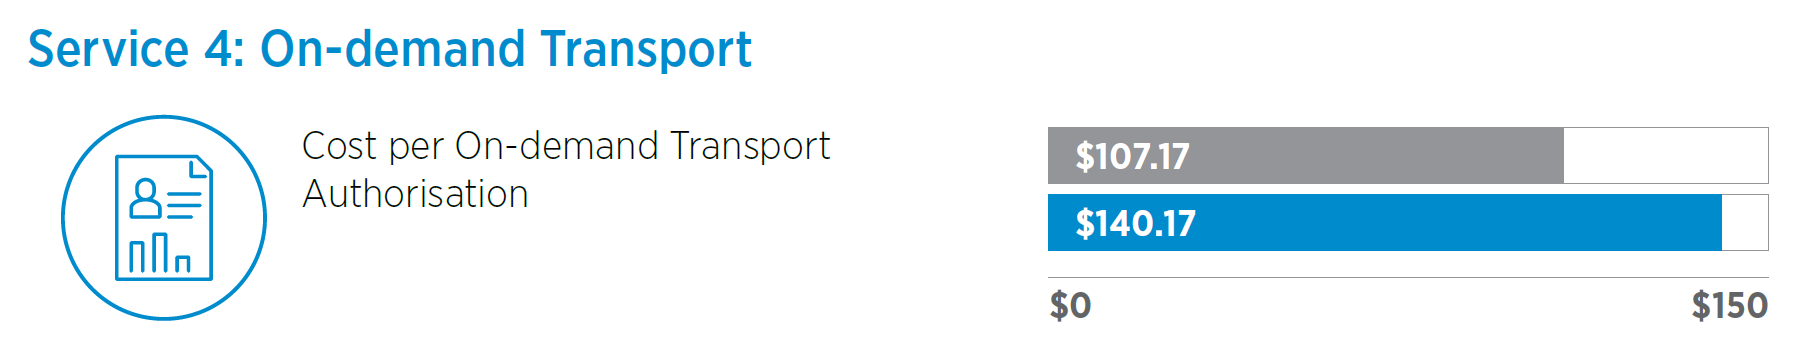 Service 4: On-demand Transport
Cost per On-demand Transport
Authorisation
$107.17
$140.17
$0
$150